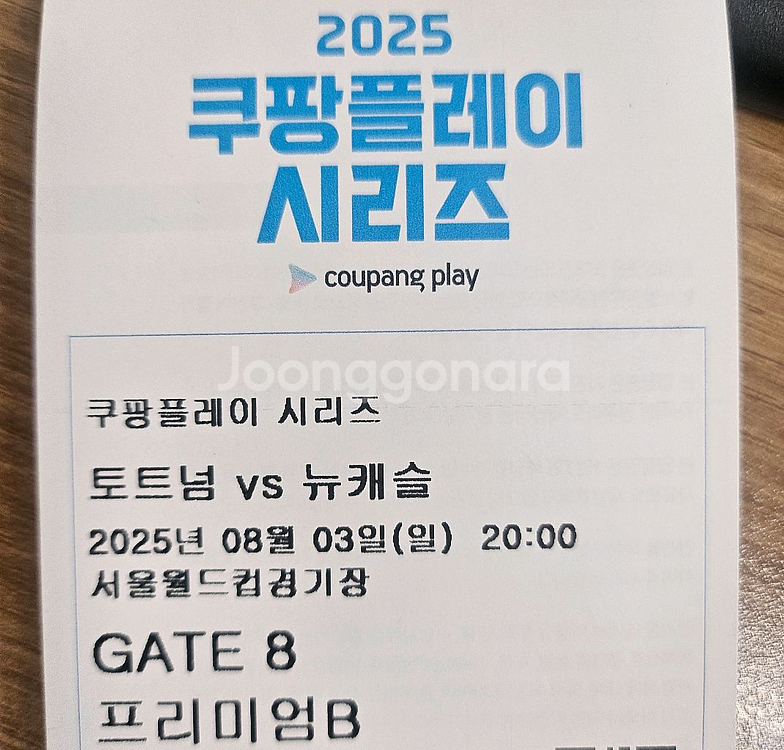 2025
쿠팡플레이
시리즈
coupang play
Joonggonara
쿠팡플레이 시리즈
토트넘 vs 뉴캐슬
2025년 08월 03일(일) 20:00
서울월드컵경기장
GATE 8
프리미엄B